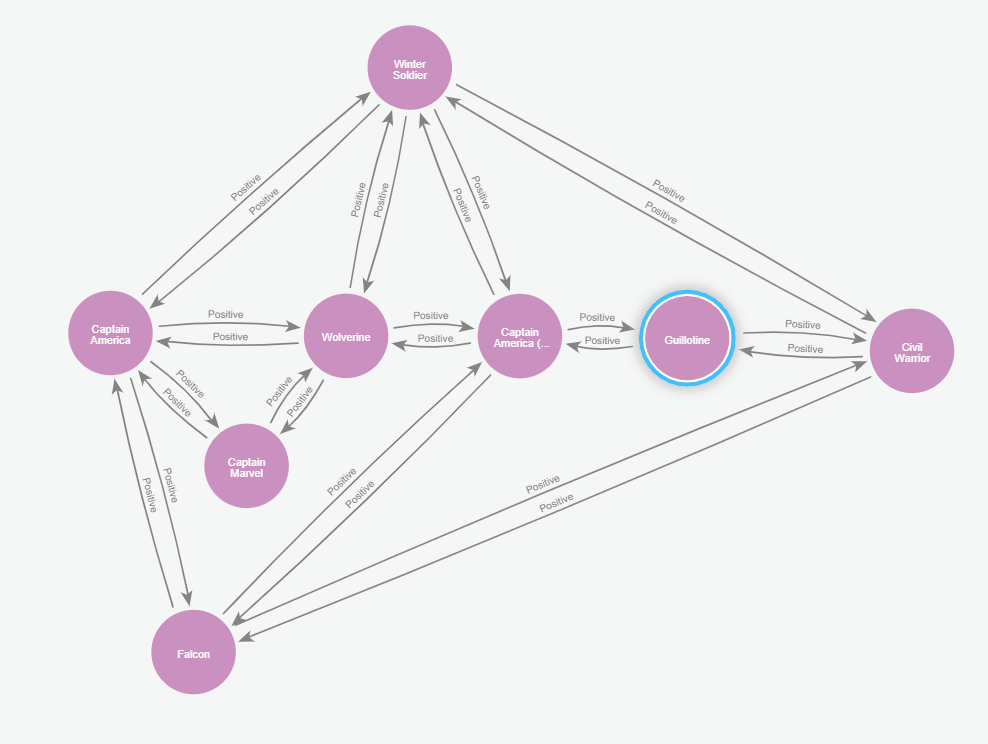 Winter
Soldier
Positive
Positive
Positive
Positive
Positive
Positive
Positive
Positive
Captain
America
Positive
Positive
Wolverine
Positive
Positive
Captain
America (...
Positive
Positive
Guillotine
Positive
Positive
Civil
Warrior
Positive
Positive
Positive
Positive
Captain
Marvel
Positive
Positive
Positive
Positive
Positive
Positive
Falcon